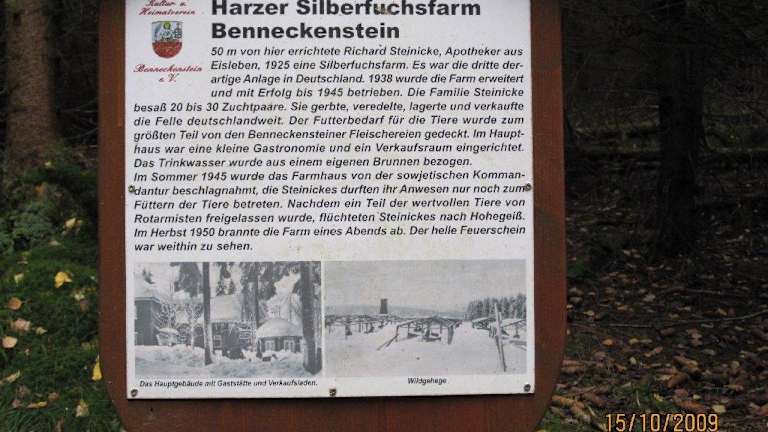 Kultur- u.
Heimatverein
Benneckenstein
e. V.
Harzer Silberfuchsfarm
Benneckenstein
50 m von hier errichtete Richard Steinicke, Apotheker aus
Eisleben, 1925 eine Silberfuchsfarm. Es war die dritte der-
artige Anlage in Deutschland. 1938 wurde die Farm erweitert
und mit Erfolg bis 1945 betrieben. Die Familie Steinicke
besaß 20 bis 30 Zuchtpaare. Sie gerbte, veredelte, lagerte und verkaufte
die Felle deutschlandweit. Der Futterbedarf für die Tiere wurde zum
größten Teil von den Benneckensteiner Fleischereien gedeckt. Im Haupt-
haus war eine kleine Gastronomie und ein Verkaufsraum eingerichtet.
Das Trinkwasser wurde aus einem eigenen Brunnen bezogen.
Im Sommer 1945 wurde das Farmhaus von der sowjetischen Komman-
dantur beschlagnahmt, die Steinickes durften ihr Anwesen nur noch zum
Füttern der Tiere betreten. Nachdem ein Teil der wertvollen Tiere von
Rotarmisten freigelassen wurde, flüchteten Steinickes nach Hohegeiß.
Im Herbst 1950 brannte die Farm eines Abends ab. Der helle Feuerschein
war weithin zu sehen.
Das Hauptgebäude mit Gaststätte und Verkaufsladen.
Wildgehege
15/10/2009